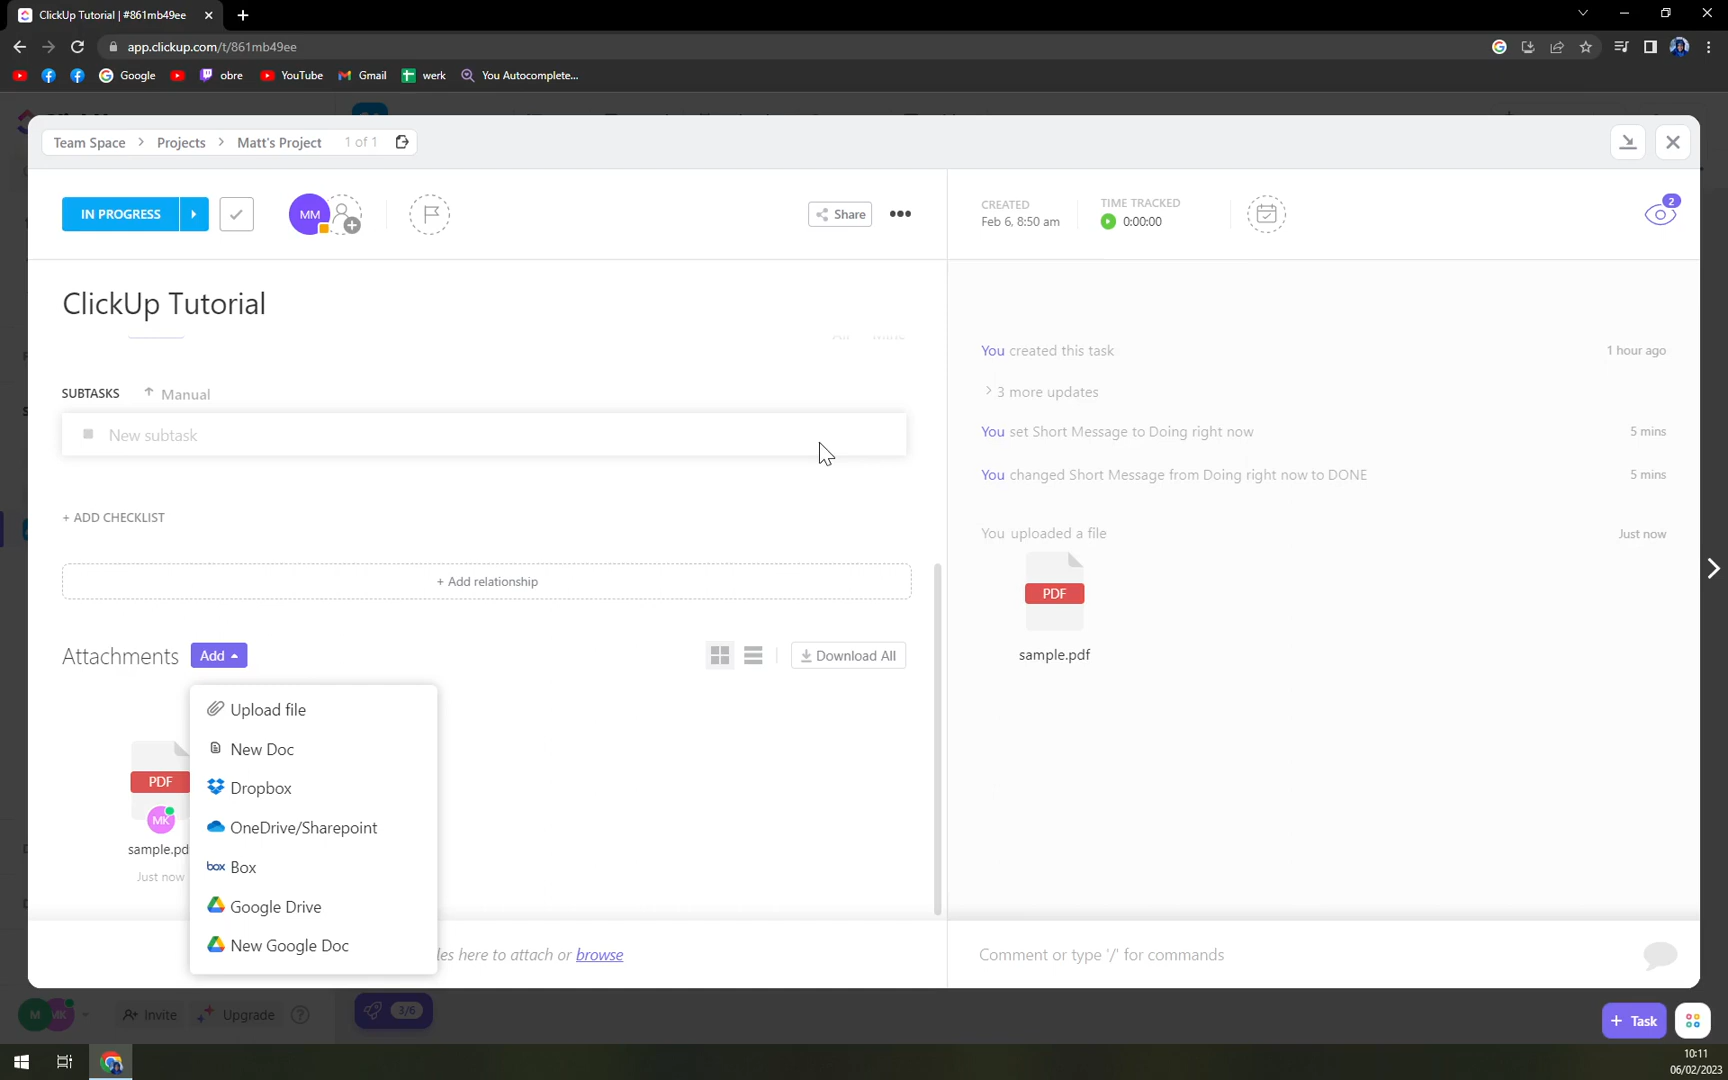 ClickUp Tutorial | #861mb49ee
app.clickup.com/t/861mb49ee
Google obre YouTube Gmail werk You Autocomplete...
Team Space Projects Matt's Project 1 of 1
IN PROGRESS MM Share
CREATED
Feb 6, 8:50 am
TIME TRACKED
0:00:00
2
ClickUp Tutorial
SUBTASKS Manual
New subtask
+ ADD CHECKLIST
+ Add relationship
Attachments Add Download All
Upload file
New Doc
Dropbox
OneDrive/Sharepoint
box Box
Google Drive
New Google Doc
PDF
MK
sample.pd
Just now
les here to attach or browse
You created this task 1 hour ago
3 more updates
You set Short Message to Doing right now 5 mins
You changed Short Message from Doing right now to DONE 5 mins
You uploaded a file Just now
PDF
sample.pdf
Comment or type '/' for commands
M MK Invite Upgrade ? 3/6
+ Task
10:11
06/02/2023